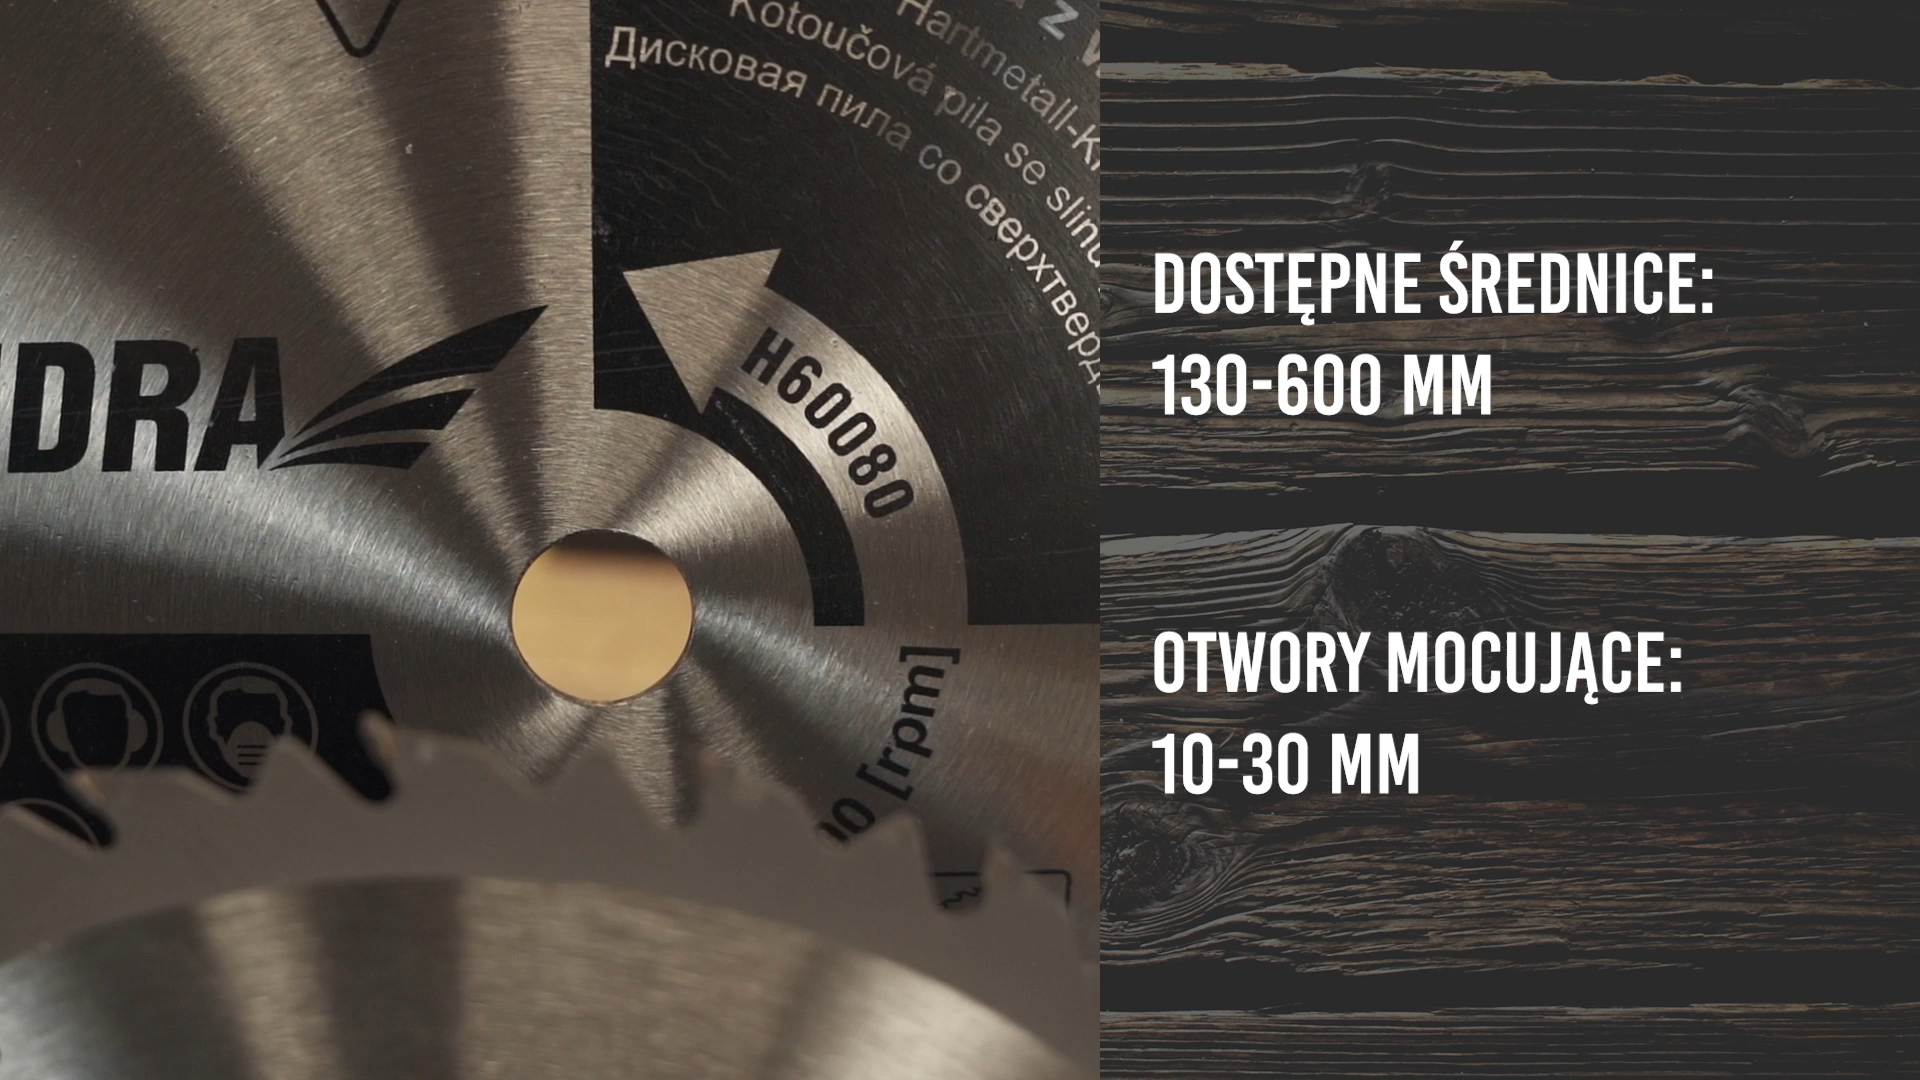 Z
Hartmetall-K
Kotoučová pila se
Дисковая пила со сверхтверд
DRA
H60080
[rpm]
DOSTĘPNE ŚREDNICE:
130-600 MM
OTWORY MOCUJĄCE:
10-30 MM